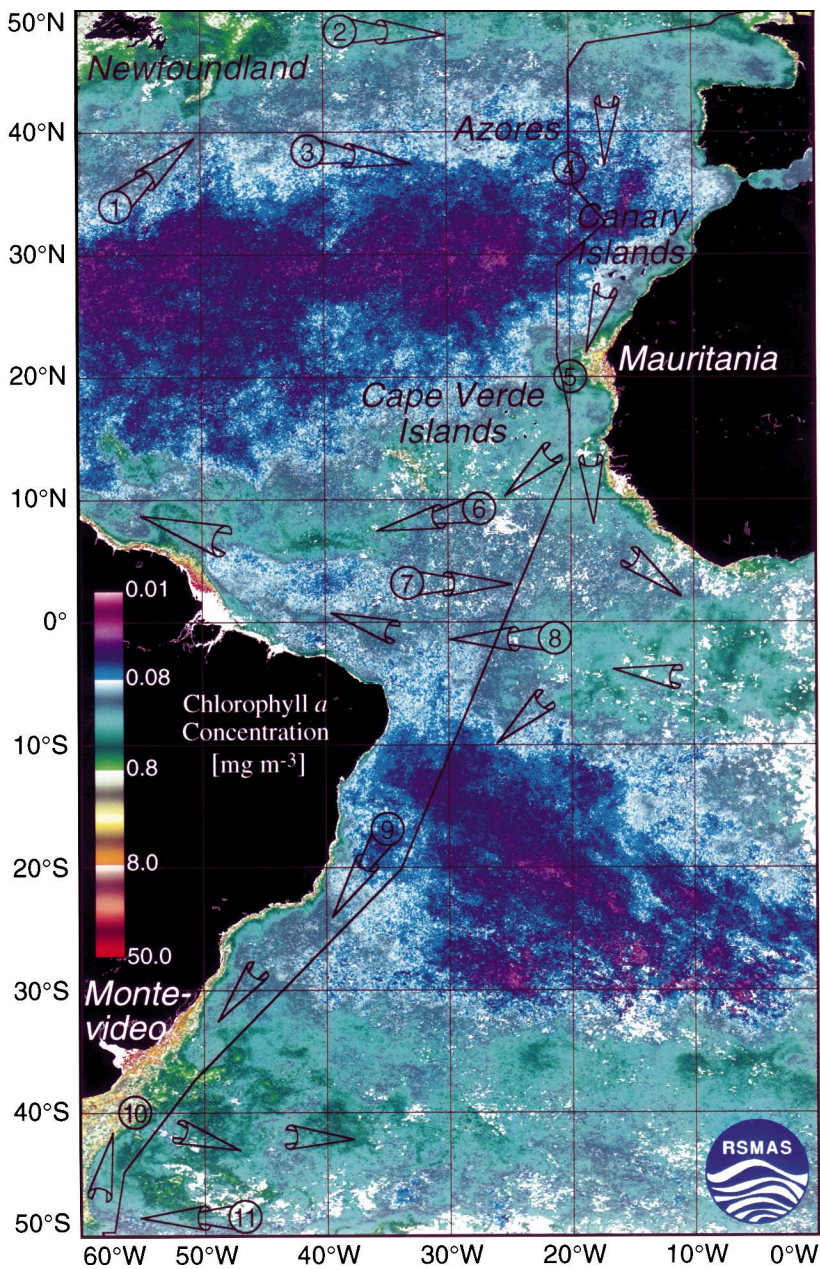 50°N
40°N
30°N
20°N
10°N
0°
10°S
20°S
30°S
40°S
50°S
60°W
50°W
40°W
30°W
20°W
10°W
0°W
Newfoundland
Azores
Canary
Islands
Mauritania
Cape Verde
Islands
Monte-
video
1
2
3
4
5
6
7
8
9
10
11
0.01
0.08
0.8
8.0
50.0
Chlorophyll a
Concentration
[mg m-3]
RSMAS